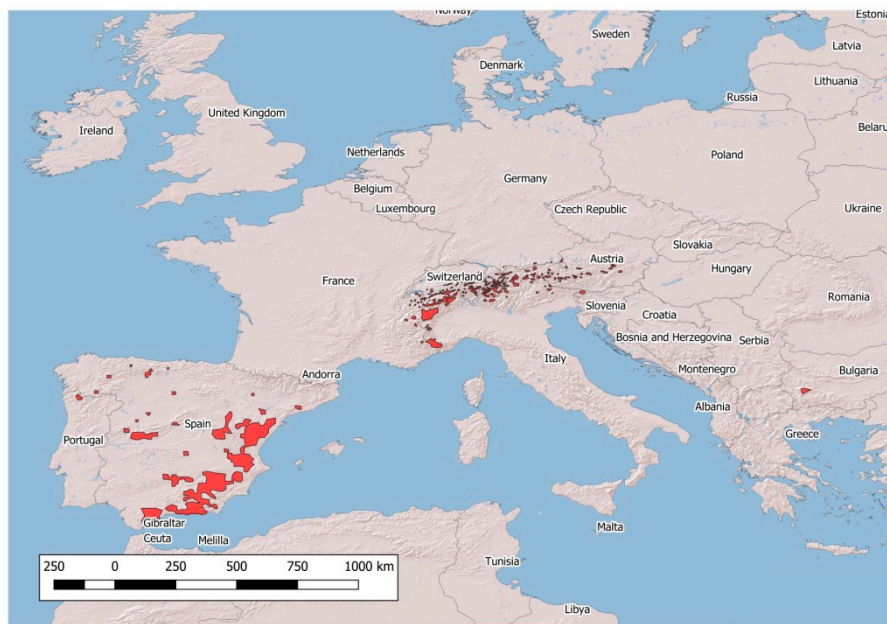 Norway
Estonia
Sweden
Latvia
Denmark
Lithuania
Russia
United Kingdom
Ireland
Belaru
Netherlands
Poland
Belgium
Germany
Luxembourg
Czech Republic
Ukraine
Slovakia
Austria
Switzerland
Hungary
France
Romania
Slovenia
Croatia
Bosnia and Herzegovina
Serbia
Italy
Montenegro
Bulgaria
Andorra
Albania
Spain
Portugal
Greece
Gibraltar
Malta
Ceuta
Melilla
Tunisia
250 0 250 500 750 1000 km
Libya